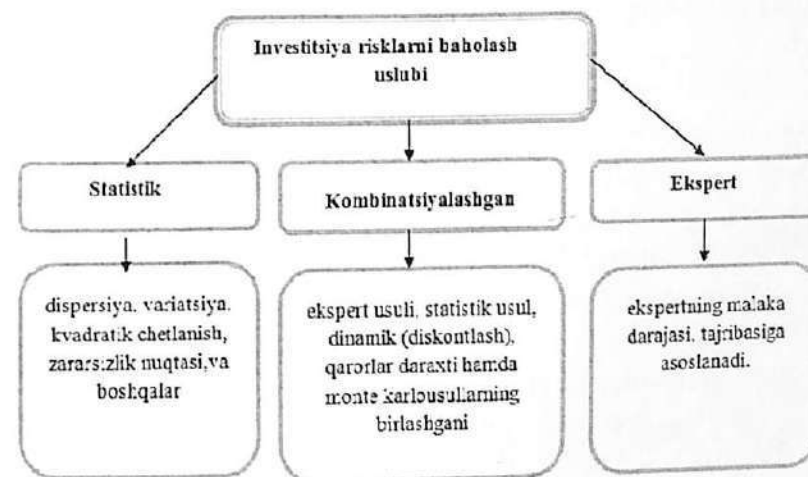 Investitsiya risklarni baholash
uslubi
Statistik
Kombinatsiyalashgan
Ekspert
dispersiya, variatsiya,
kvadratik chetlanish,
zararsizlik nuqtasi,va
boshqalar
ekspert usuli, statistik usul,
dinamik (diskontlash),
qarorlar daraxti hamda
monte karlousullarning
birlashgani
ekspertning malaka
darajasi, tajribasiga
asoslanadi.